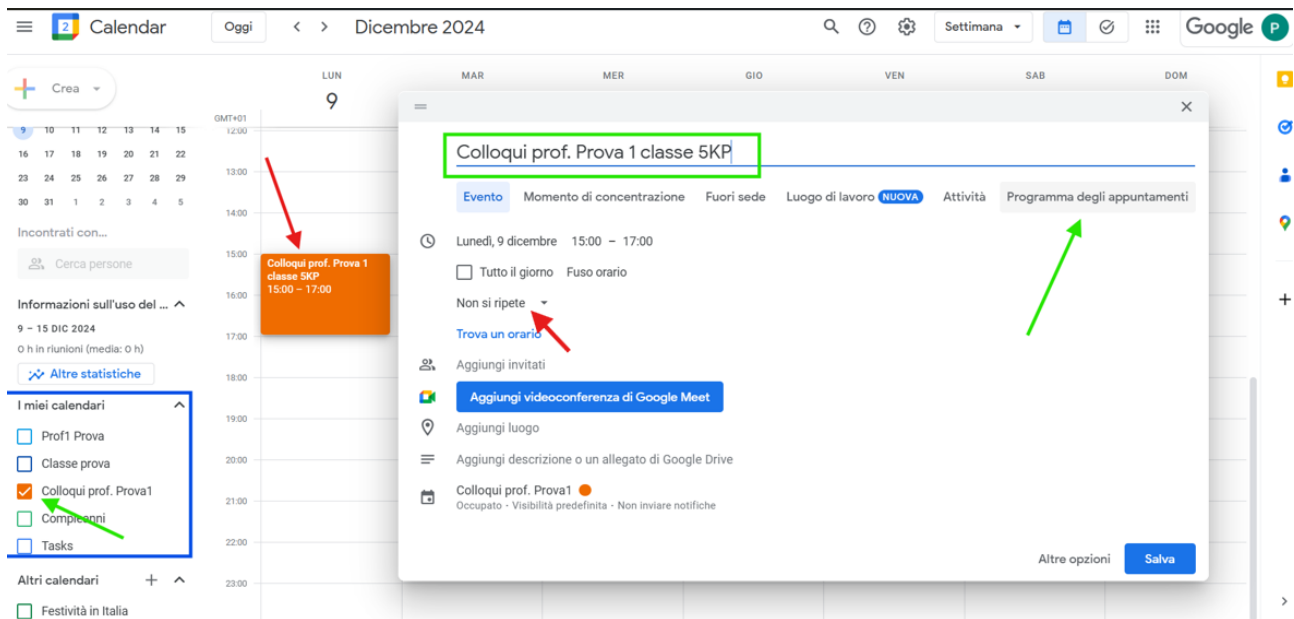 2 Calendar Oggi Dicembre 2024 Settimana Google P
Crea
9 10 11 12 13 14 15
16 17 18 19 20 21 22
23 24 25 26 27 28 29
30 31 1 2 3 4 5
Incontrati con...
Cerca persone
Informazioni sull'uso del ...
9 – 15 DIC 2024
0 h in riunioni (media: 0 h)
Altre statistiche
I miei calendari
Prof1 Prova
Classe prova
Colloqui prof. Prova1
Compleanni
Tasks
Altri calendari
Festività in Italia
LUN MAR MER GIO VEN SAB DOM
9
GMT+01
12:00
13:00
14:00
15:00
16:00
17:00
18:00
19:00
20:00
21:00
22:00
23:00
Colloqui prof. Prova 1
classe 5KP
15:00 – 17:00
Colloqui prof. Prova 1 classe 5KP
Evento Momento di concentrazione Fuori sede Luogo di lavoro NUOVA Attività Programma degli appuntamenti
Lunedì, 9 dicembre 15:00 – 17:00
Tutto il giorno Fuso orario
Non si ripete
Trova un orario
Aggiungi invitati
Aggiungi videoconferenza di Google Meet
Aggiungi luogo
Aggiungi descrizione o un allegato di Google Drive
Colloqui prof. Prova1
Occupato · Visibilità predefinita · Non inviare notifiche
Altre opzioni Salva